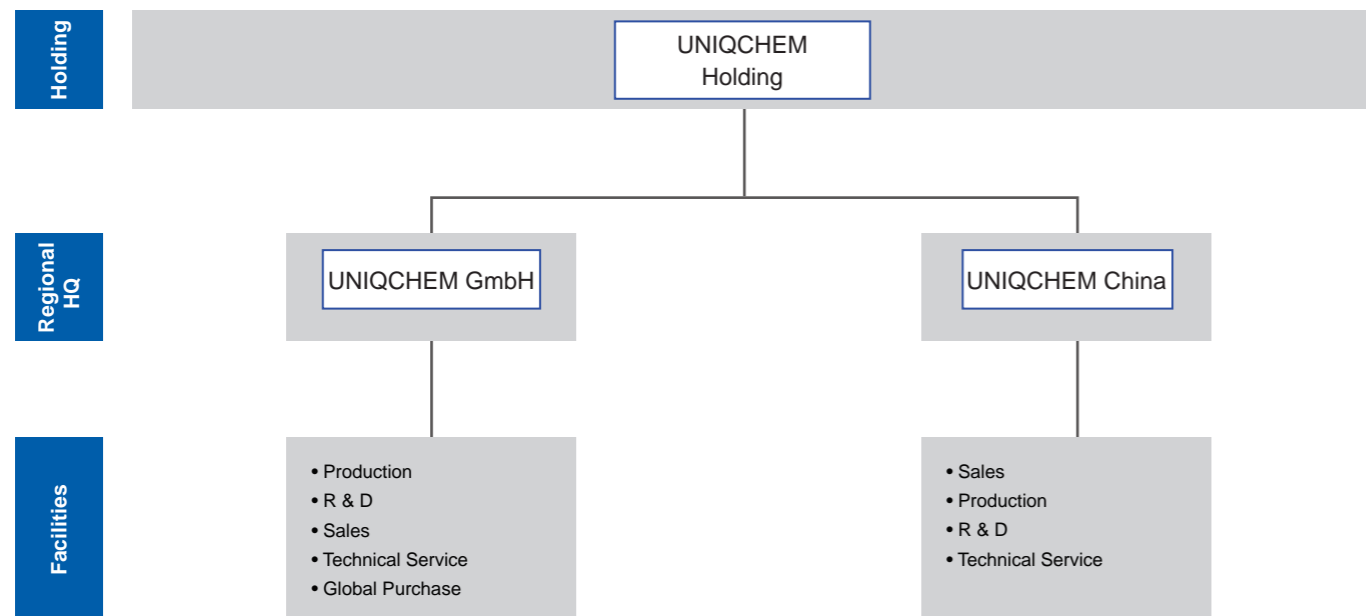 Holding
UNIQCHEM
Holding
Regional
HQ
UNIQCHEM GmbH
UNIQCHEM China
Facilities
• Production
• R & D
• Sales
• Technical Service
• Global Purchase
• Sales
• Production
• R & D
• Technical Service